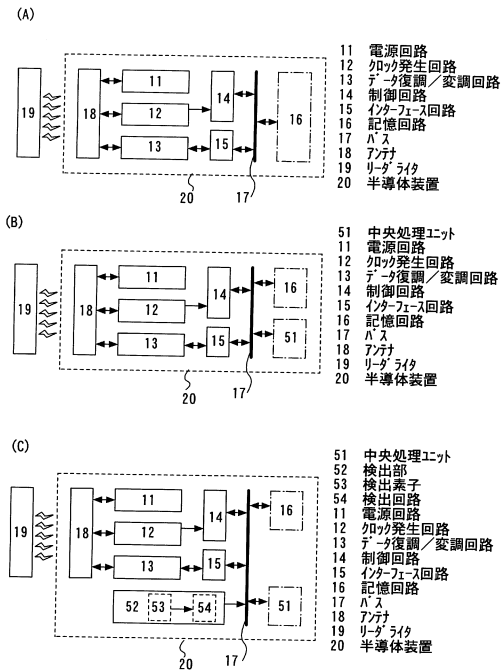 (A)
11
12
13
14
15
16
17
18
19
20
11 電源回路
12 クロック発生回路
13 データ復調/変調回路
14 制御回路
15 インターフェース回路
16 記憶回路
17 バス
18 アンテナ
19 リーダライタ
20 半導体装置
(B)
11
12
13
14
15
16
51
17
18
19
20
51 中央処理ユニット
11 電源回路
12 クロック発生回路
13 データ復調/変調回路
14 制御回路
15 インターフェース回路
16 記憶回路
17 バス
18 アンテナ
19 リーダライタ
20 半導体装置
(C)
11
12
13
14
15
16
52
53
54
51
17
18
19
20
51 中央処理ユニット
52 検出部
53 検出素子
54 検出回路
11 電源回路
12 クロック発生回路
13 データ復調/変調回路
14 制御回路
15 インターフェース回路
16 記憶回路
17 バス
18 アンテナ
19 リーダライタ
20 半導体装置